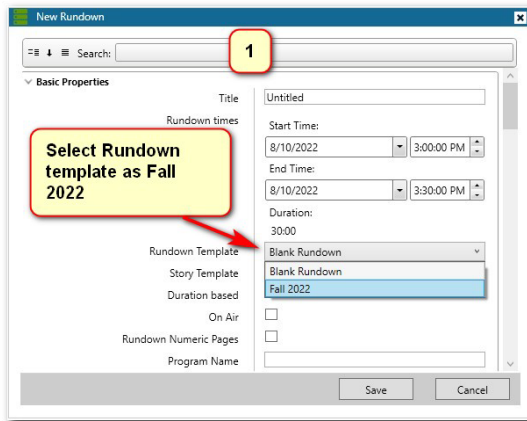 New Rundown
Search:
1
Basic Properties
Title Untitled
Rundown times Start Time:
8/10/2022 3:00:00 PM
End Time:
8/10/2022 3:30:00 PM
Duration:
30:00
Select Rundown
template as Fall
2022
Rundown Template Blank Rundown
Story Template Blank Rundown
Duration based Fall 2022
On Air
Rundown Numeric Pages
Program Name
Save Cancel